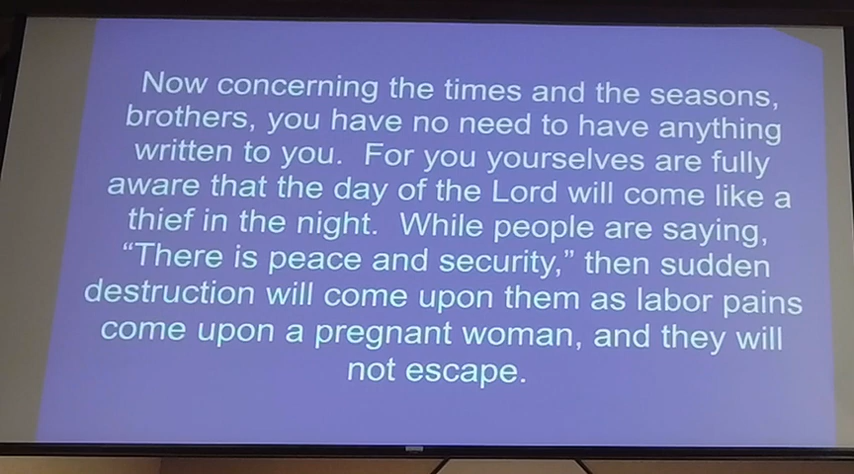 Now concerning the times and the seasons,
brothers, you have no need to have anything
written to you.  For you yourselves are fully
aware that the day of the Lord will come like a
thief in the night.  While people are saying,
“There is peace and security,” then sudden
destruction will come upon them as labor pains
come upon a pregnant woman, and they will
not escape.